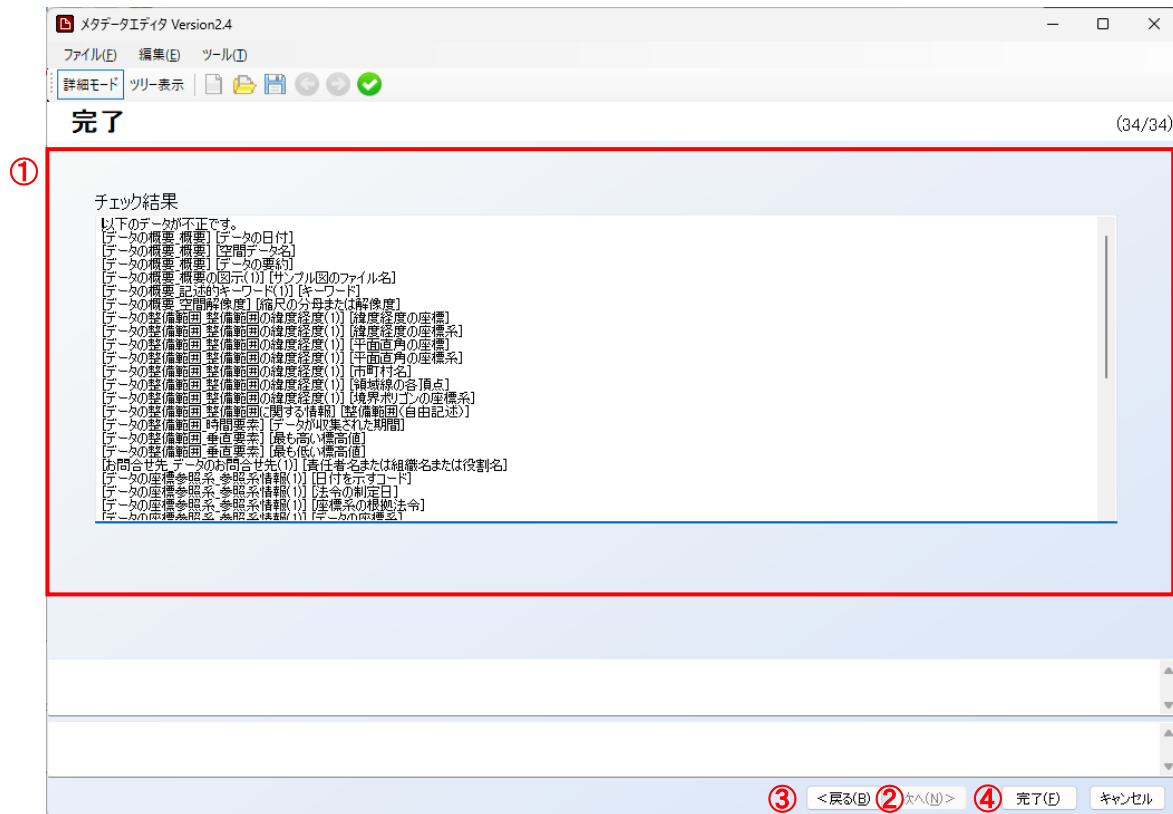 メタデータエディタ Version2.4
ファイル(F) 編集(E) ツール(T)
詳細モード ツリー表示
完了 (34/34)
①
チェック結果
以下のデータが不正です。
[データの概要_概要] [データの日付]
[データの概要_概要] [空間データ名]
[データの概要_概要] [データの要約]
[データの概要_概要の図示(1)] [サンプル図のファイル名]
[データの概要_記述的キーワード(1)] [キーワード]
[データの概要_空間解像度] [縮尺の分母または解像度]
[データの整備範囲_整備範囲の緯度経度(1)] [緯度経度の座標]
[データの整備範囲_整備範囲の緯度経度(1)] [緯度経度の座標系]
[データの整備範囲_整備範囲の緯度経度(1)] [平面直角の座標]
[データの整備範囲_整備範囲の緯度経度(1)] [平面直角の座標系]
[データの整備範囲_整備範囲の緯度経度(1)] [市町村名]
[データの整備範囲_整備範囲の緯度経度(1)] [領域線の各頂点]
[データの整備範囲_整備範囲の緯度経度(1)] [境界ポリゴンの座標系]
[データの整備範囲_整備範囲に関する情報] [整備範囲(自由記述)]
[データの整備範囲_時間要素] [データが収集された期間]
[データの整備範囲_垂直要素] [最も高い標高値]
[データの整備範囲_垂直要素] [最も低い標高値]
[お問合せ先_データのお問合せ先(1)] [責任者名または組織名または役割名]
[データの座標参照系_参照系情報(1)] [日付を示すコード]
[データの座標参照系_参照系情報(1)] [法令の制定日]
[データの座標参照系_参照系情報(1)] [座標系の根拠法令]
[データの座標参照系_参照系情報(1)] [データの座標系]
③ <戻る(B) ② 次へ(N)> ④ 完了(F) キャンセル